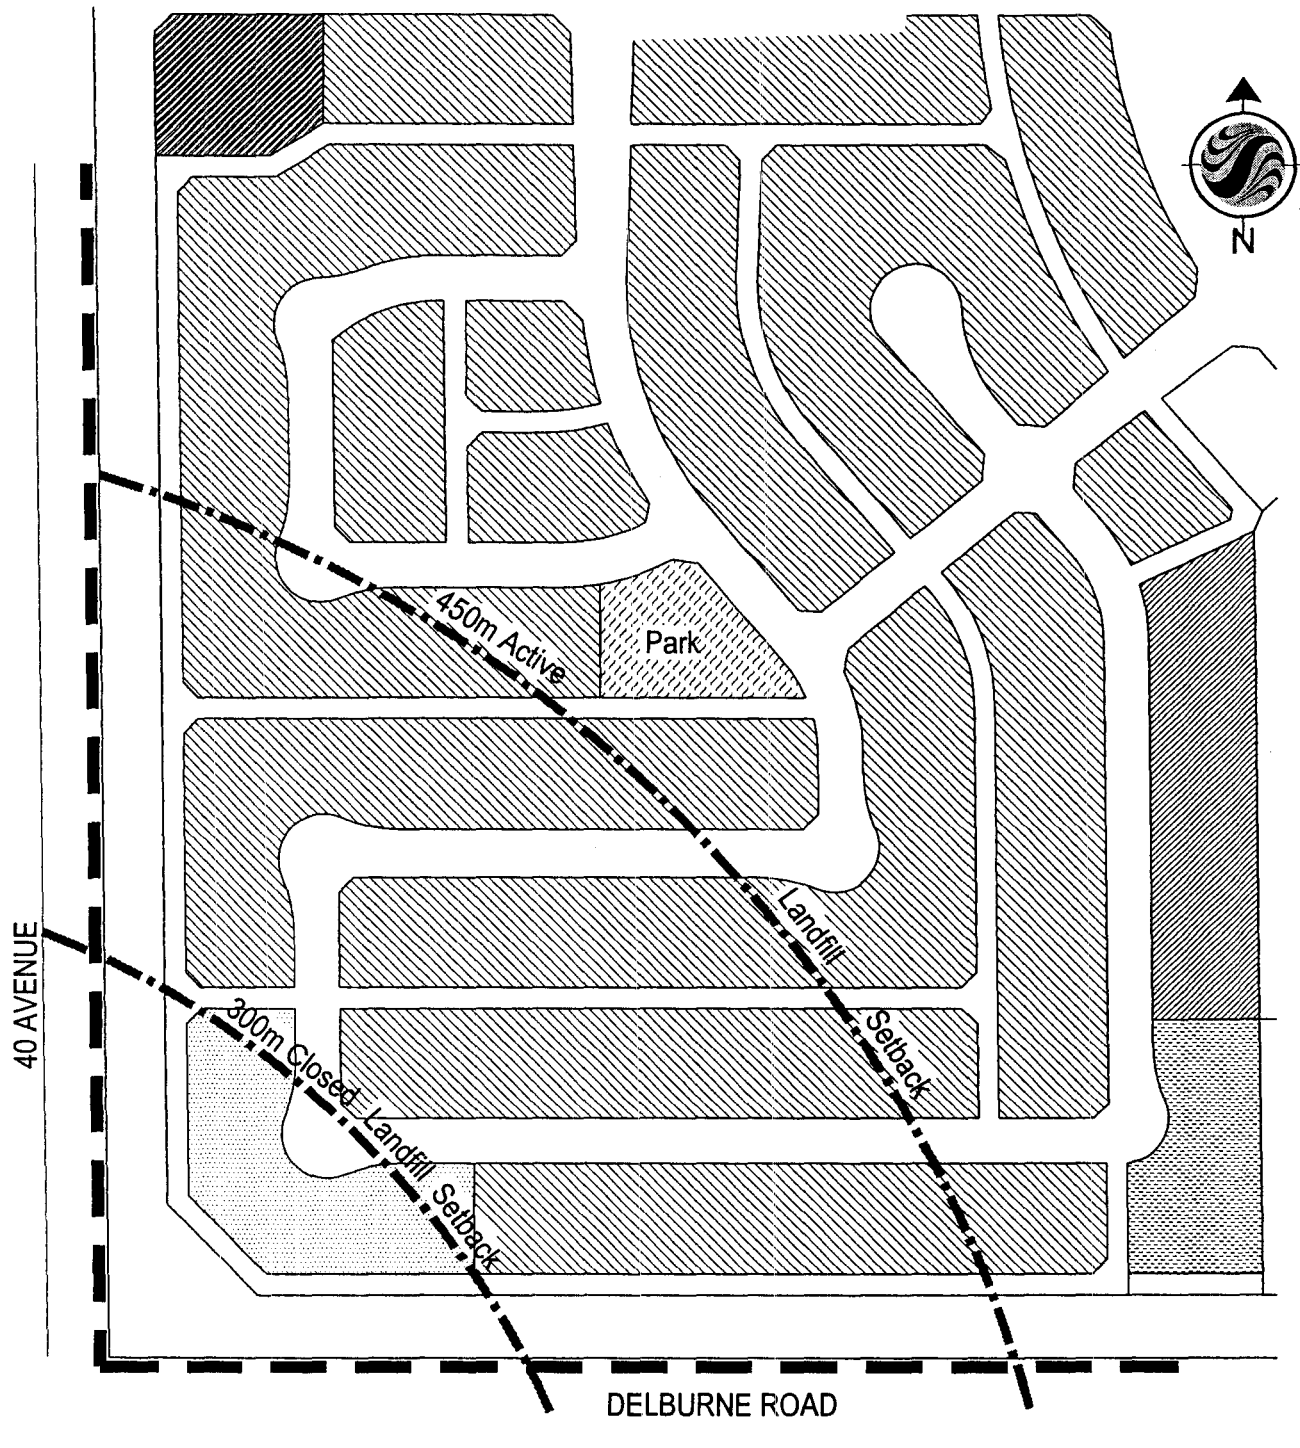 N
450m Active
Park
Landfill
40 AVENUE
300m Closed Landfill Setback
Setback
DELBURNE ROAD